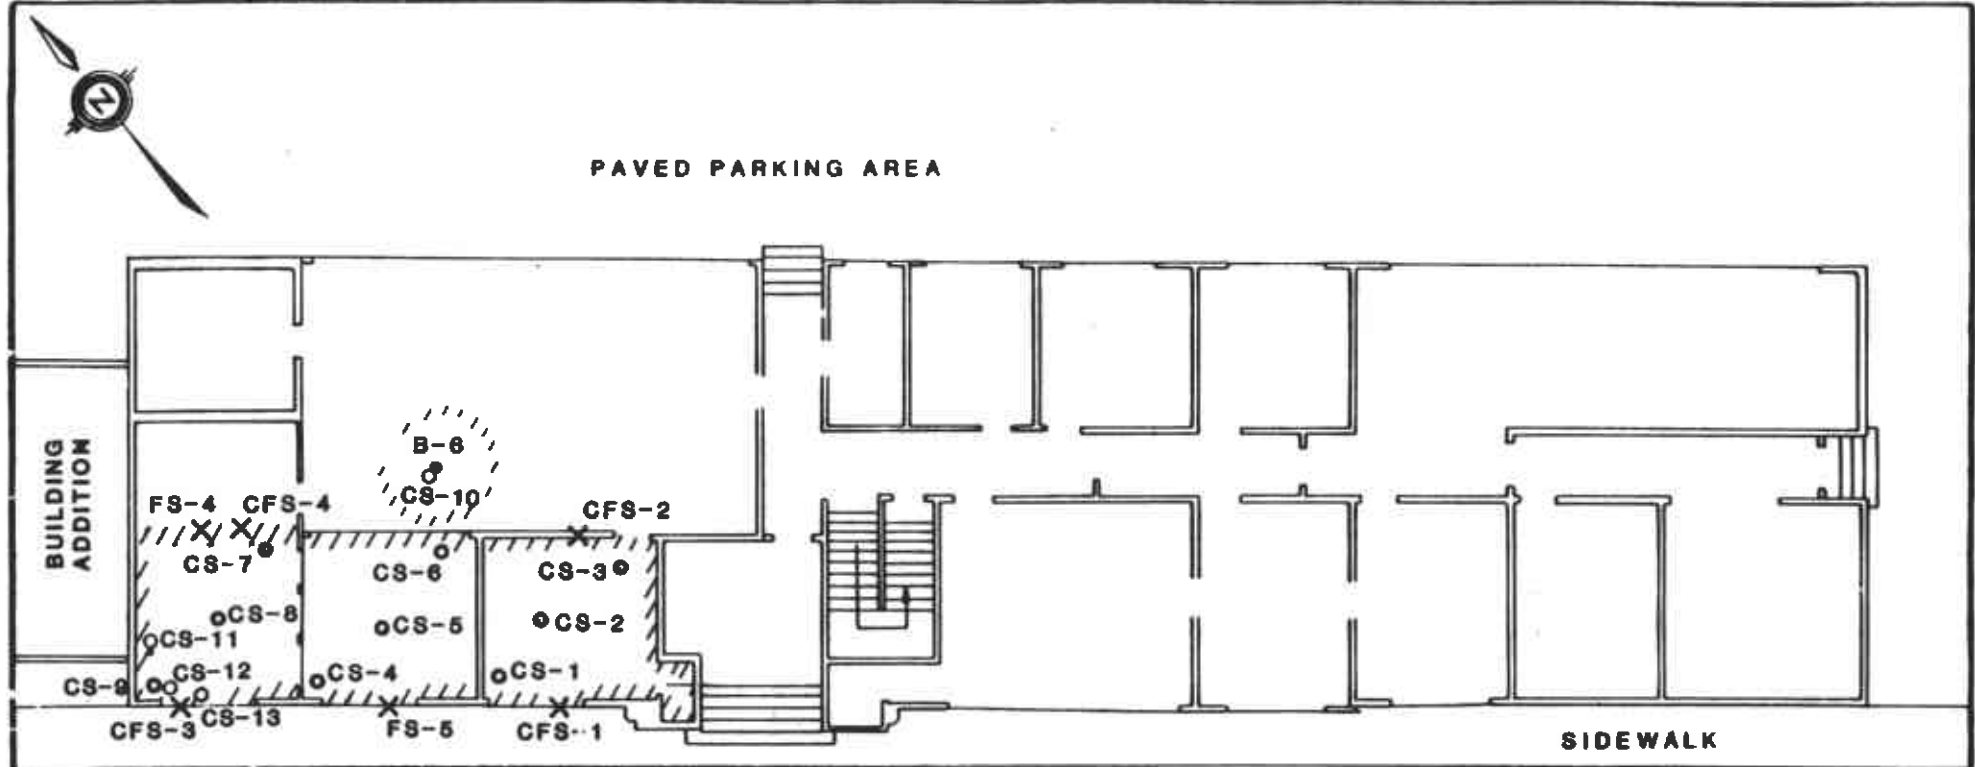 N
PAVED PARKING AREA
BUILDING
ADDITION
B-6
CS-10
FS-4
CFS-4
CFS-2
CS-7
CS-6
CS-3
CS-8
CS-5
CS-2
CS-11
CS-12
CS-4
CS-1
CS-9
CFS-3
CS-13
FS-5
CFS-1
SIDEWALK